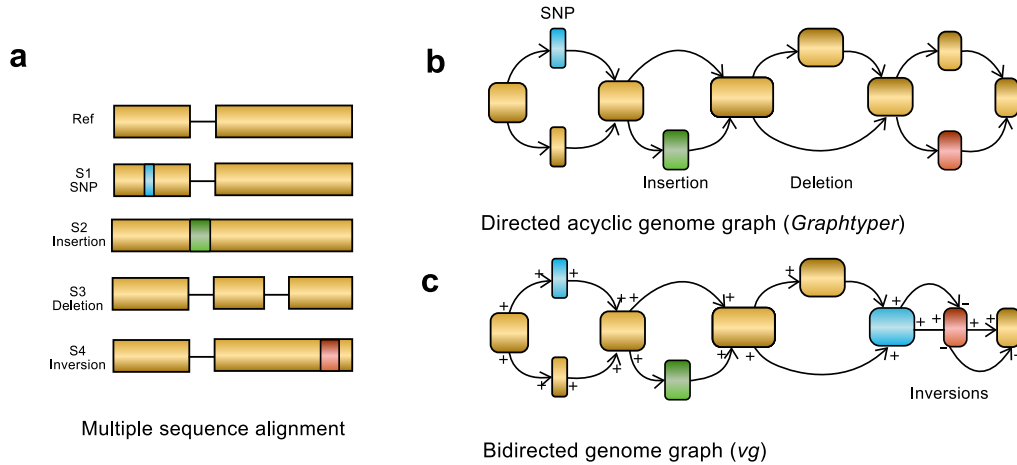 a
Ref
S1
SNP
S2
Insertion
S3
Deletion
S4
Inversion
Multiple sequence alignment
b
SNP
Insertion
Deletion
Directed acyclic genome graph (Graphtyper)
c
+ + + + + + + + + + + + + + + + + + + + − − + +
Inversions
Bidirected genome graph (vg)